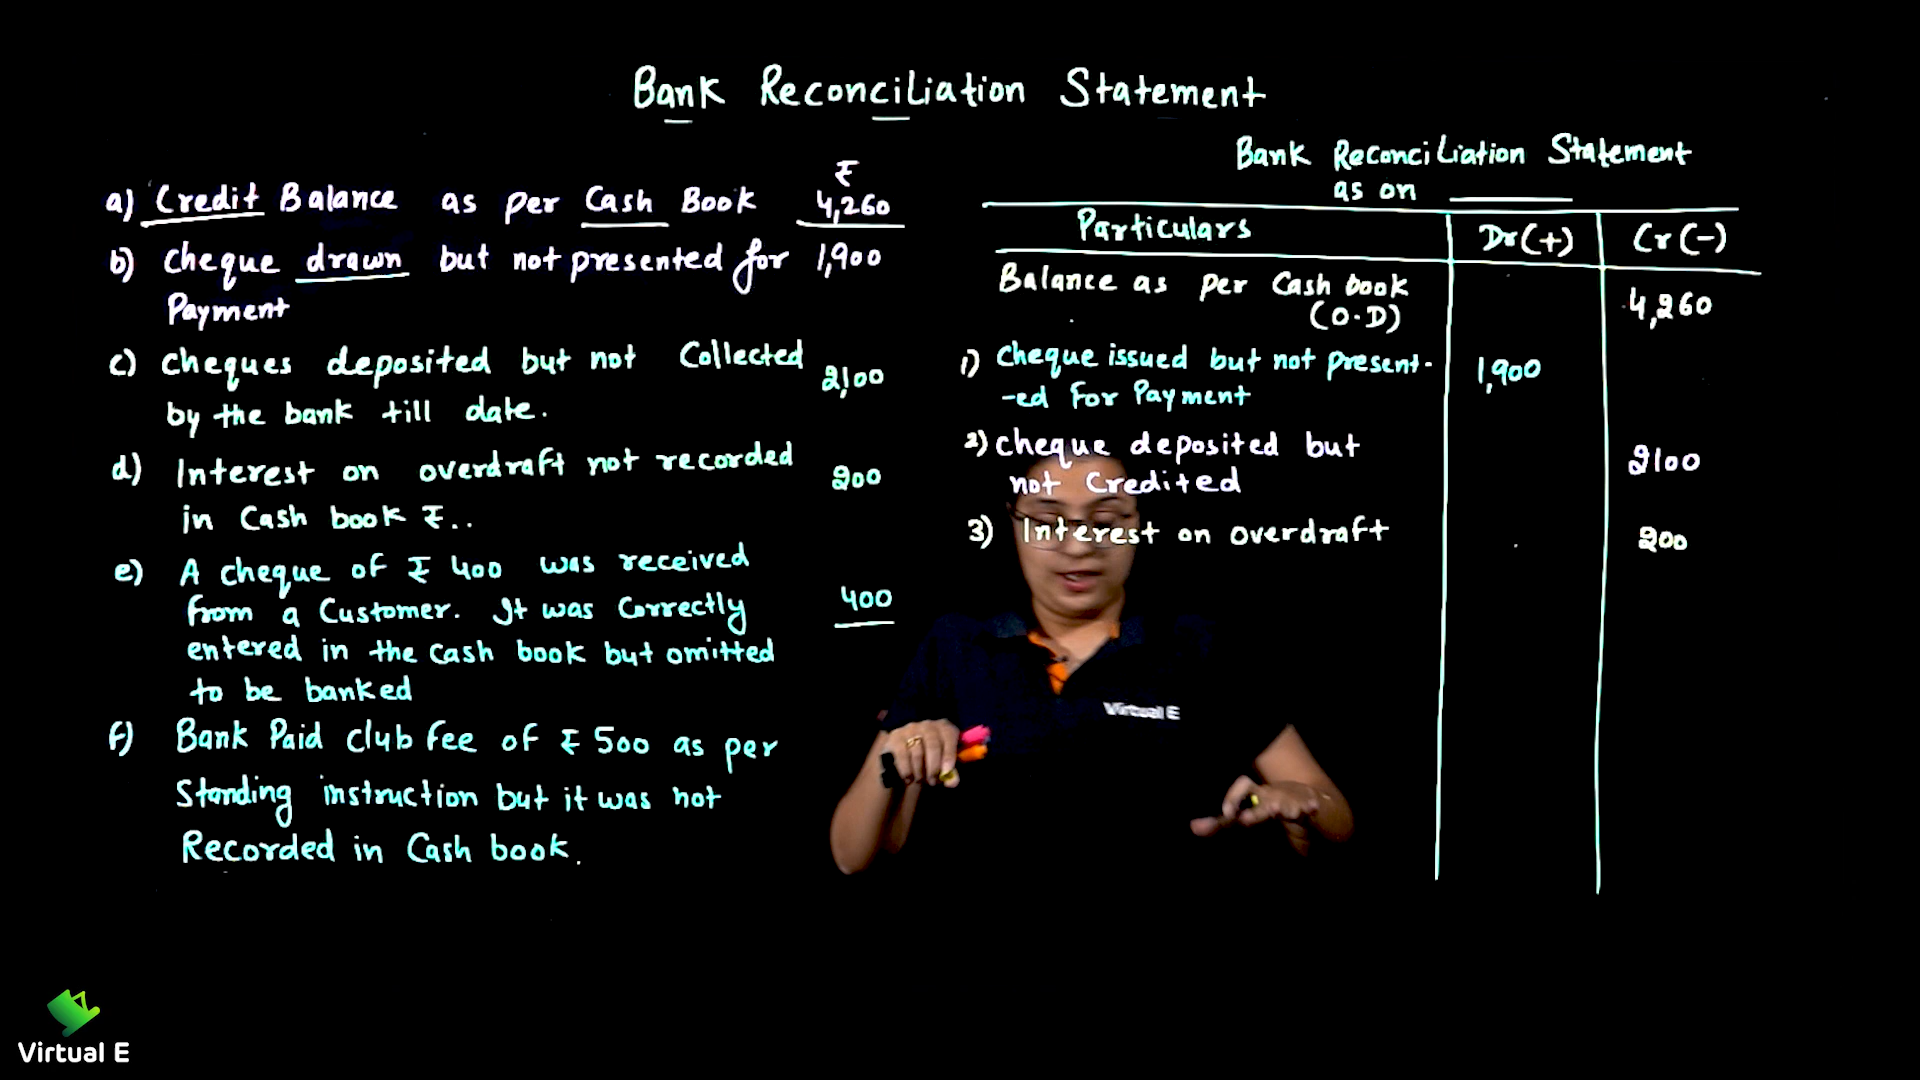 Bank Reconciliation Statement
₹
a) Credit Balance as per Cash Book 4,260
b) Cheque drawn but not presented for 1,900
Payment
c) Cheques deposited but not Collected
2,100
by the bank till date.
d) Interest on overdraft not recorded
200
in Cash book ₹..
e) A cheque of ₹ 400 was received
from a Customer. It was Correctly
400
entered in the cash book but omitted
to be banked
f) Bank Paid club fee of ₹ 500 as per
Standing instruction but it was not
Recorded in Cash book.
Bank Reconciliation Statement
as on
Particulars Dr (+) Cr (-)
Balance as per Cash book
(O.D) 4,260
1) Cheque issued but not present- 1,900
-ed For Payment
2) Cheque deposited but
2100
not Credited
3) Interest on overdraft 200
Virtual E
Virtual E